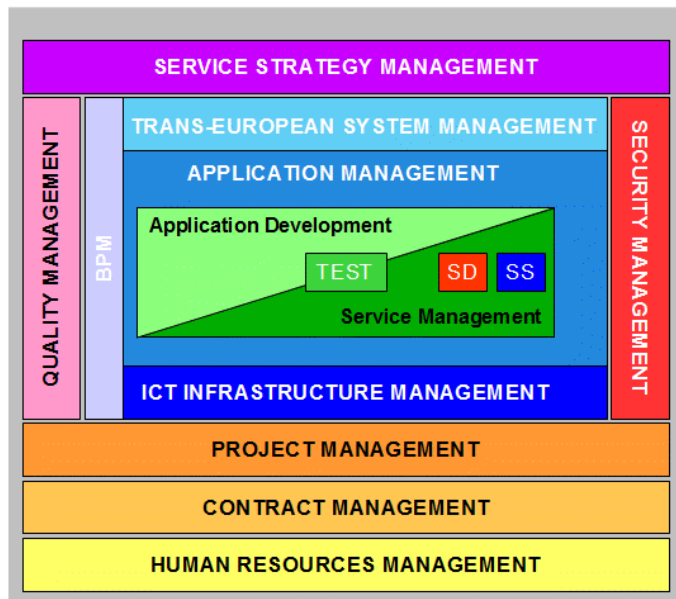 SERVICE STRATEGY MANAGEMENT
QUALITY MANAGEMENT
BPM
TRANS-EUROPEAN SYSTEM MANAGEMENT
APPLICATION MANAGEMENT
Application Development
TEST
SD
SS
Service Management
ICT INFRASTRUCTURE MANAGEMENT
SECURITY MANAGEMENT
PROJECT MANAGEMENT
CONTRACT MANAGEMENT
HUMAN RESOURCES MANAGEMENT